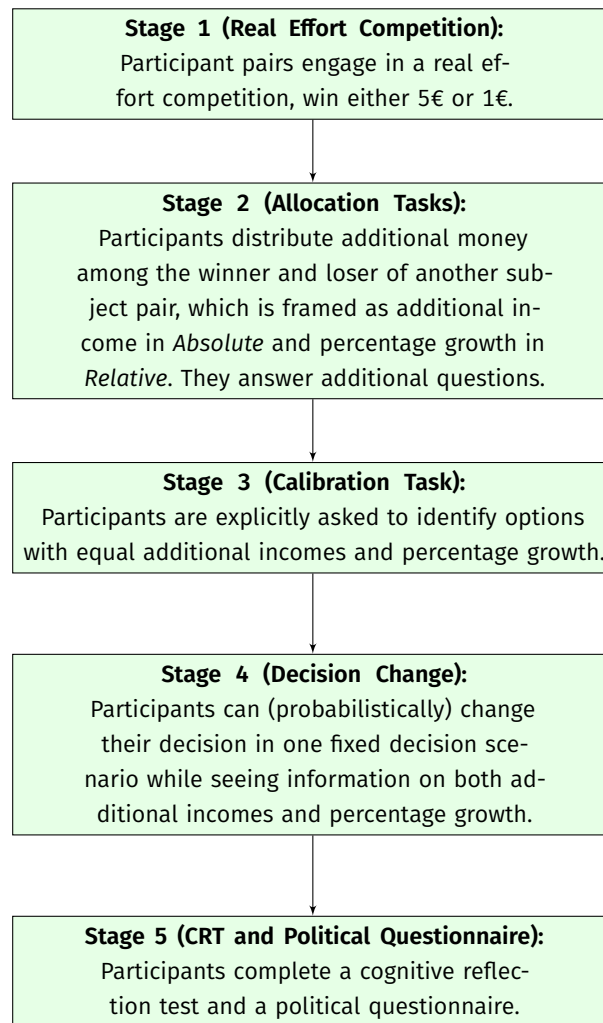 Stage 1 (Real Effort Competition):
Participant pairs engage in a real ef-
fort competition, win either 5€ or 1€.
Stage 2 (Allocation Tasks):
Participants distribute additional money
among the winner and loser of another sub-
ject pair, which is framed as additional in-
come in Absolute and percentage growth in
Relative. They answer additional questions.
Stage 3 (Calibration Task):
Participants are explicitly asked to identify options
with equal additional incomes and percentage growth.
Stage 4 (Decision Change):
Participants can (probabilistically) change
their decision in one fixed decision sce-
nario while seeing information on both ad-
ditional incomes and percentage growth.
Stage 5 (CRT and Political Questionnaire):
Participants complete a cognitive reflec-
tion test and a political questionnaire.